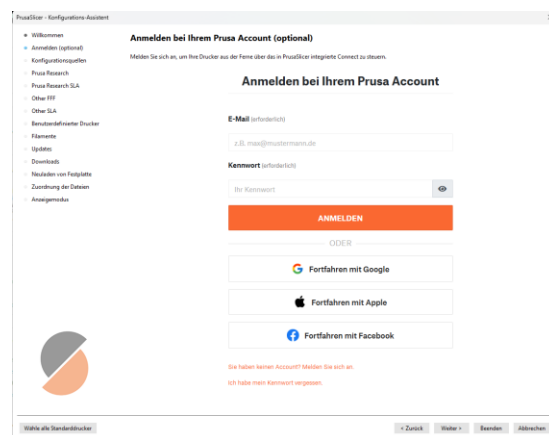 PrusaSlicer - Konfigurations-Assistent
Willkommen
Anmelden (optional)
Konfigurationsquellen
Prusa Research
Prusa Research SLA
Other FFF
Other SLA
Benutzerdefinierter Drucker
Filamente
Updates
Downloads
Neuladen von Festplatte
Zuordnung der Dateien
Anzeigemodus
Anmelden bei Ihrem Prusa Account (optional)
Melden Sie sich an, um Ihre Drucker aus der Ferne über das in PrusaSlicer integrierte Connect zu steuern.
Anmelden bei Ihrem Prusa Account
E-Mail (erforderlich)
z.B. max@mustermann.de
Kennwort (erforderlich)
Ihr Kennwort
ANMELDEN
ODER
Fortfahren mit Google
Fortfahren mit Apple
Fortfahren mit Facebook
Sie haben keinen Account? Melden Sie sich an.
Ich habe mein Kennwort vergessen.
Wähle alle Standarddrucker
< Zurück
Weiter >
Beenden
Abbrechen